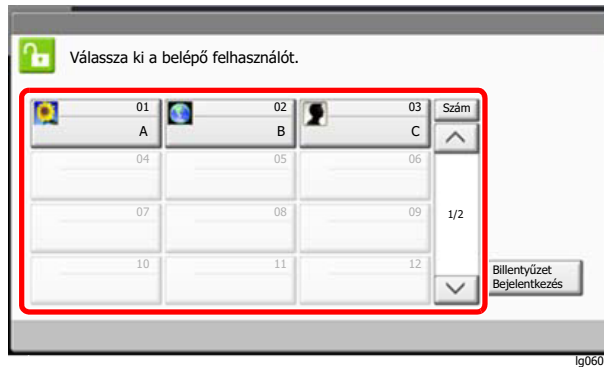 Válassza ki a belépő felhasználót.
01 02 03 Szám
A B C
04 05 06
07 08 09 1/2
10 11 12
Billentyűzet
Bejelentkezés
lg060